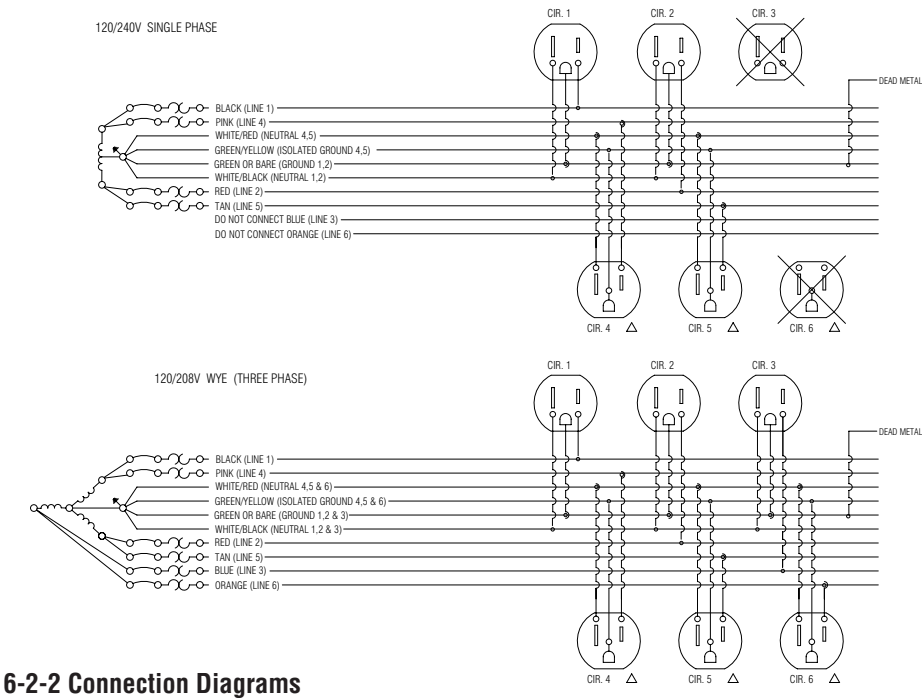 CIR. 1
CIR. 2
CIR. 3
120/240V SINGLE PHASE
DEAD METAL
BLACK (LINE 1)
PINK (LINE 4)
WHITE/RED (NEUTRAL 4,5)
GREEN/YELLOW (ISOLATED GROUND 4,5)
GREEN OR BARE (GROUND 1,2)
WHITE/BLACK (NEUTRAL 1,2)
RED (LINE 2)
TAN (LINE 5)
DO NOT CONNECT BLUE (LINE 3)
DO NOT CONNECT ORANGE (LINE 6)
CIR. 4
CIR. 5
CIR. 6
CIR. 1
CIR. 2
CIR. 3
120/208V WYE (THREE PHASE)
DEAD METAL
BLACK (LINE 1)
PINK (LINE 4)
WHITE/RED (NEUTRAL 4,5 & 6)
GREEN/YELLOW (ISOLATED GROUND 4,5 & 6)
GREEN OR BARE (GROUND 1,2 & 3)
WHITE/BLACK (NEUTRAL 1,2 & 3)
RED (LINE 2)
TAN (LINE 5)
BLUE (LINE 3)
ORANGE (LINE 6)
CIR. 4
CIR. 5
CIR. 6
6-2-2 Connection Diagrams